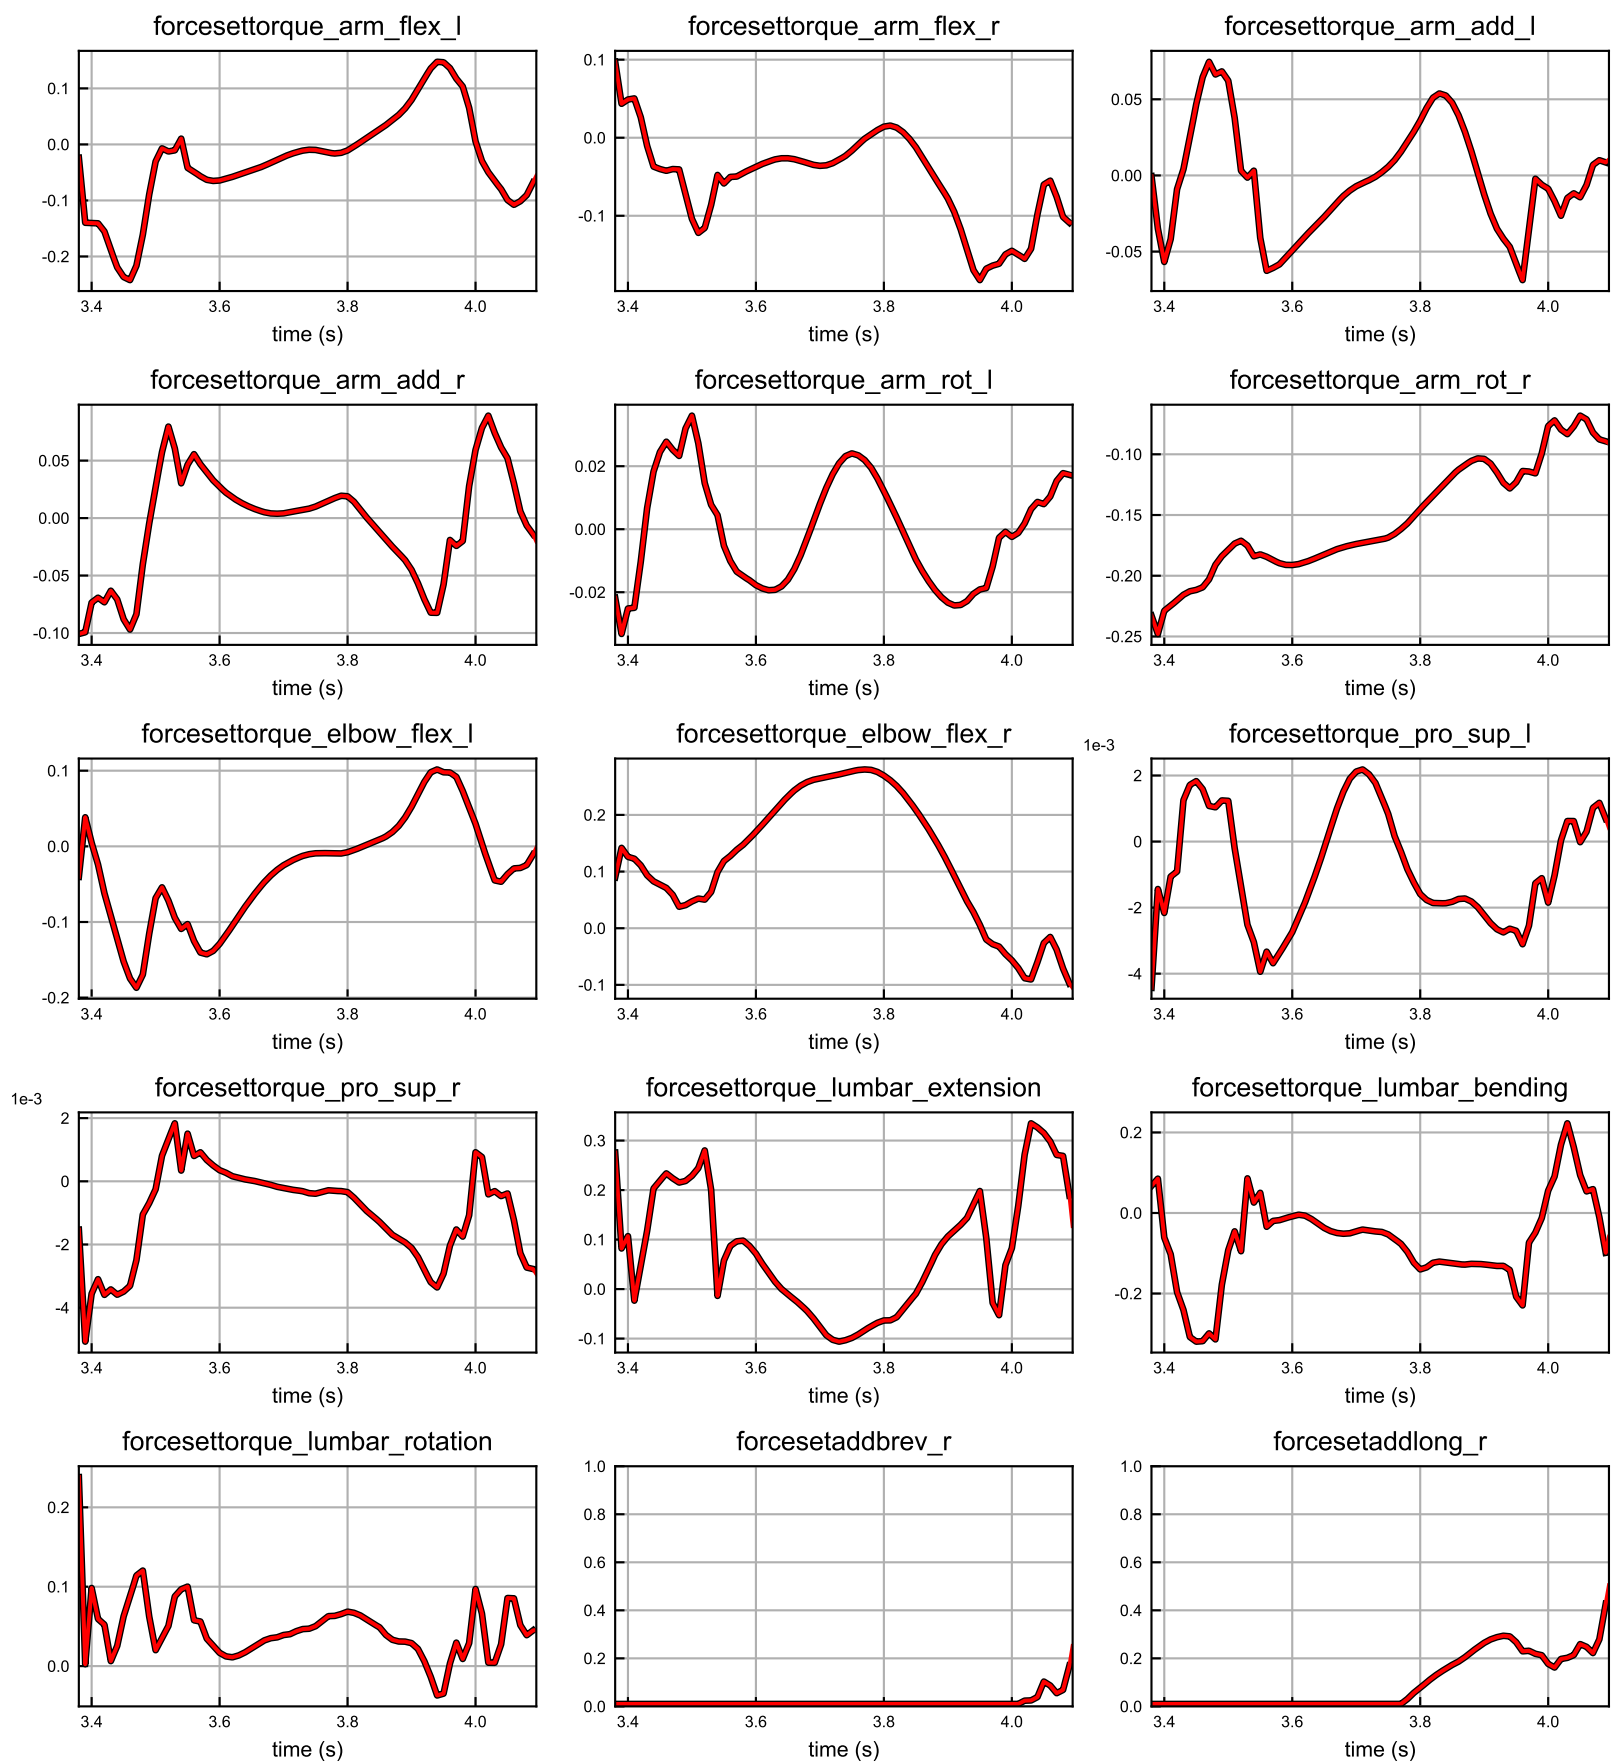 forcesettorque_arm_flex_l
forcesettorque_arm_flex_r
forcesettorque_arm_add_l
0.1
0.0
-0.1
-0.2
3.4 3.6 3.8 4.0
time (s)
0.1
0.0
-0.1
3.4 3.6 3.8 4.0
time (s)
0.05
0.00
-0.05
3.4 3.6 3.8 4.0
time (s)
forcesettorque_arm_add_r
forcesettorque_arm_rot_l
forcesettorque_arm_rot_r
0.05
0.00
-0.05
-0.10
3.4 3.6 3.8 4.0
time (s)
0.02
0.00
-0.02
3.4 3.6 3.8 4.0
time (s)
-0.10
-0.15
-0.20
-0.25
3.4 3.6 3.8 4.0
time (s)
forcesettorque_elbow_flex_l
forcesettorque_elbow_flex_r
forcesettorque_pro_sup_l
0.1
0.0
-0.1
-0.2
3.4 3.6 3.8 4.0
time (s)
0.2
0.1
0.0
-0.1
3.4 3.6 3.8 4.0
time (s)
1e-3
2
0
-2
-4
3.4 3.6 3.8 4.0
time (s)
forcesettorque_pro_sup_r
forcesettorque_lumbar_extension
forcesettorque_lumbar_bending
1e-3
2
0
-2
-4
3.4 3.6 3.8 4.0
time (s)
0.3
0.2
0.1
0.0
-0.1
3.4 3.6 3.8 4.0
time (s)
0.2
0.0
-0.2
3.4 3.6 3.8 4.0
time (s)
forcesettorque_lumbar_rotation
forcesetaddbrev_r
forcesetaddlong_r
0.2
0.1
0.0
3.4 3.6 3.8 4.0
time (s)
1.0
0.8
0.6
0.4
0.2
0.0
3.4 3.6 3.8 4.0
time (s)
1.0
0.8
0.6
0.4
0.2
0.0
3.4 3.6 3.8 4.0
time (s)